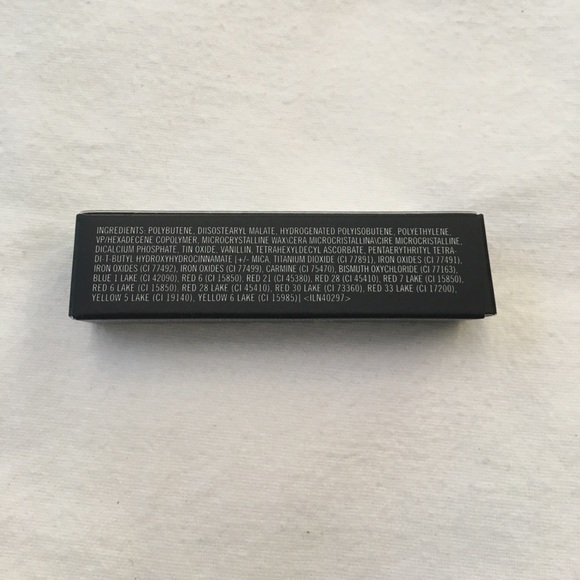 INGREDIENTS: POLYBUTENE, DIISOSTEARYL MALATE, HYDROGENATED POLYISOBUTENE, POLYETHYLENE,
VP/HEXADECENE COPOLYMER, MICROCRYSTALLINE WAX\CERA MICROCRISTALLINA\CIRE MICROCRISTALLINE,
DICALCIUM PHOSPHATE, TIN OXIDE, VANILLIN, TETRAHEXYLDECYL ASCORBATE, PENTAERYTHRITYL TETRA-
DI-T-BUTYL HYDROXYHYDROCINNAMATE [+/- MICA, TITANIUM DIOXIDE (CI 77891), IRON OXIDES (CI 77491),
IRON OXIDES (CI 77492), IRON OXIDES (CI 77499), CARMINE (CI 75470), BISMUTH OXYCHLORIDE (CI 77163),
BLUE 1 LAKE (CI 42090), RED 6 (CI 15850), RED 21 (CI 45380), RED 28 (CI 45410), RED 7 LAKE (CI 15850),
RED 6 LAKE (CI 15850), RED 28 LAKE (CI 45410), RED 30 LAKE (CI 73360), RED 33 LAKE (CI 17200),
YELLOW 5 LAKE (CI 19140), YELLOW 6 LAKE (CI 15985)] <ILN40297>